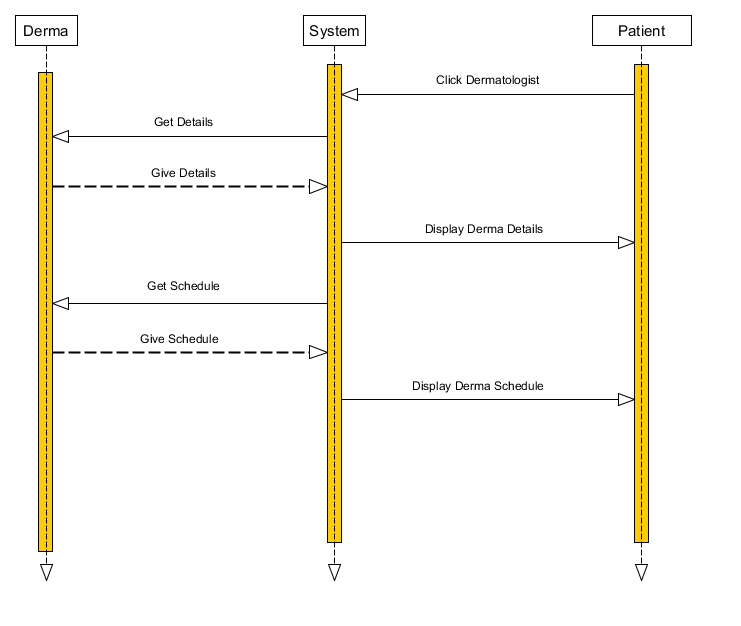 Derma
System
Patient
Click Dermatologist
Get Details
Give Details
Display Derma Details
Get Schedule
Give Schedule
Display Derma Schedule